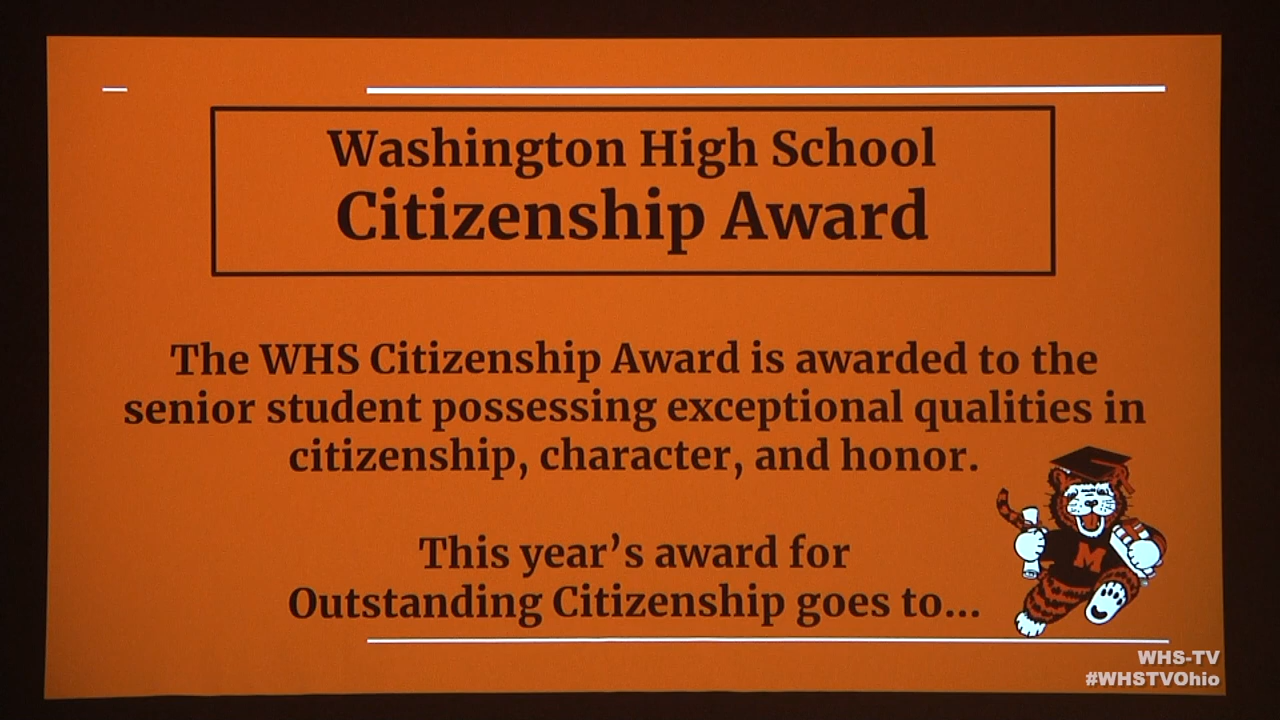 Washington High School
Citizenship Award
The WHS Citizenship Award is awarded to the
senior student possessing exceptional qualities in
citizenship, character, and honor.
This year’s award for
Outstanding Citizenship goes to...
M
WHS-TV
#WHSTVOhio